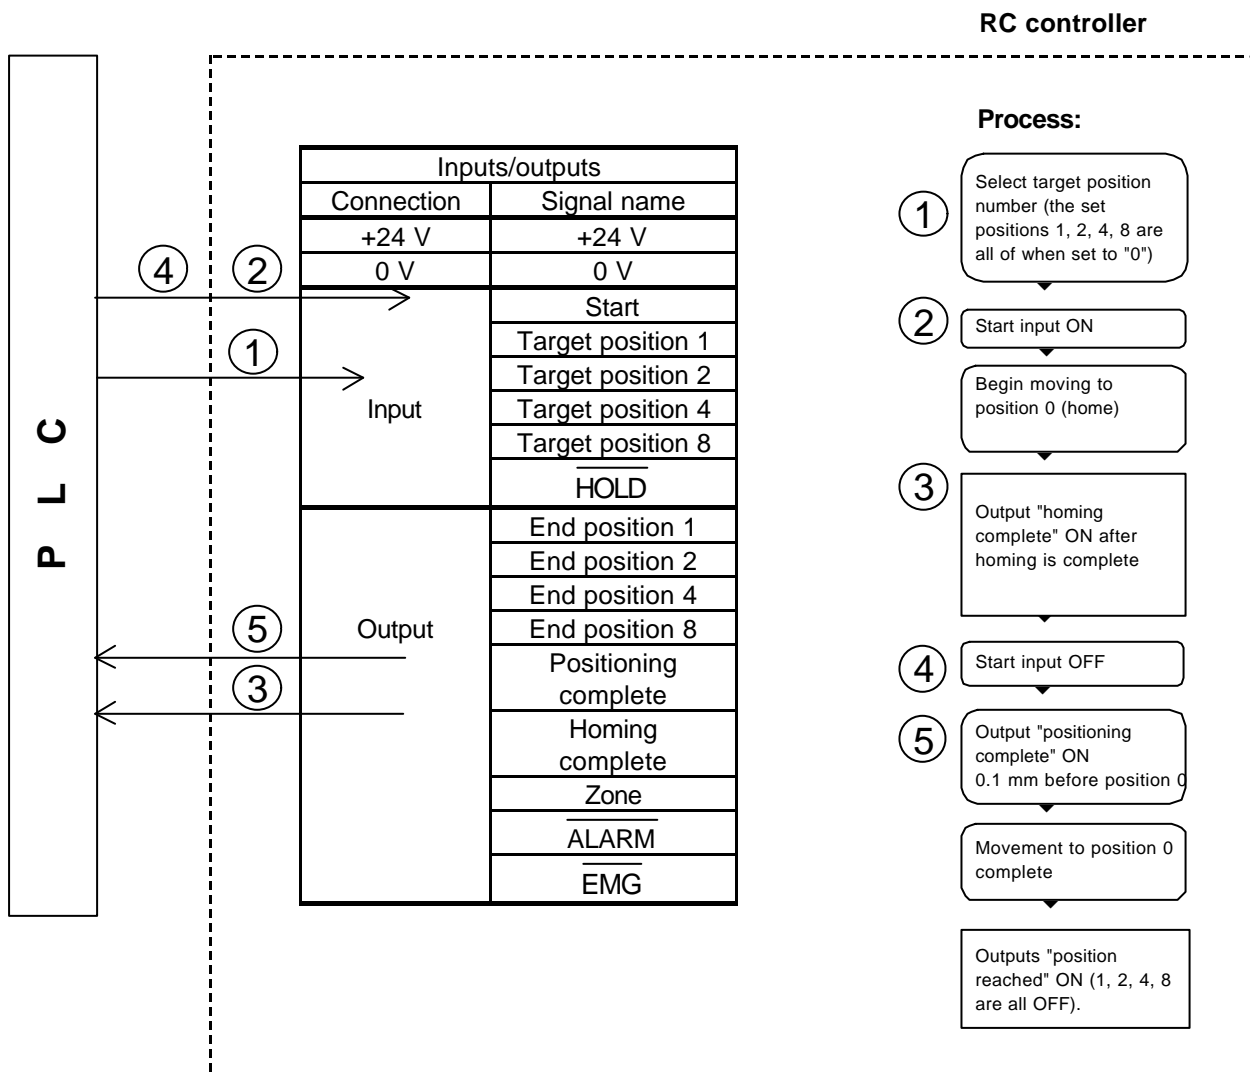 RC controller
PLC
Inputs/outputs
Connection Signal name
+24 V +24 V
0 V 0 V
4 2
1
Input
Start
Target position 1
Target position 2
Target position 4
Target position 8
HOLD
5
3
Output
End position 1
End position 2
End position 4
End position 8
Positioning
complete
Homing
complete
Zone
ALARM
EMG
Process:
1
Select target position
number (the set
positions 1, 2, 4, 8 are
all of when set to "0")
2
Start input ON
Begin moving to
position 0 (home)
3
Output "homing
complete" ON after
homing is complete
4
Start input OFF
5
Output "positioning
complete" ON
0.1 mm before position 0
Movement to position 0
complete
Outputs "position
reached" ON (1, 2, 4, 8
are all OFF).